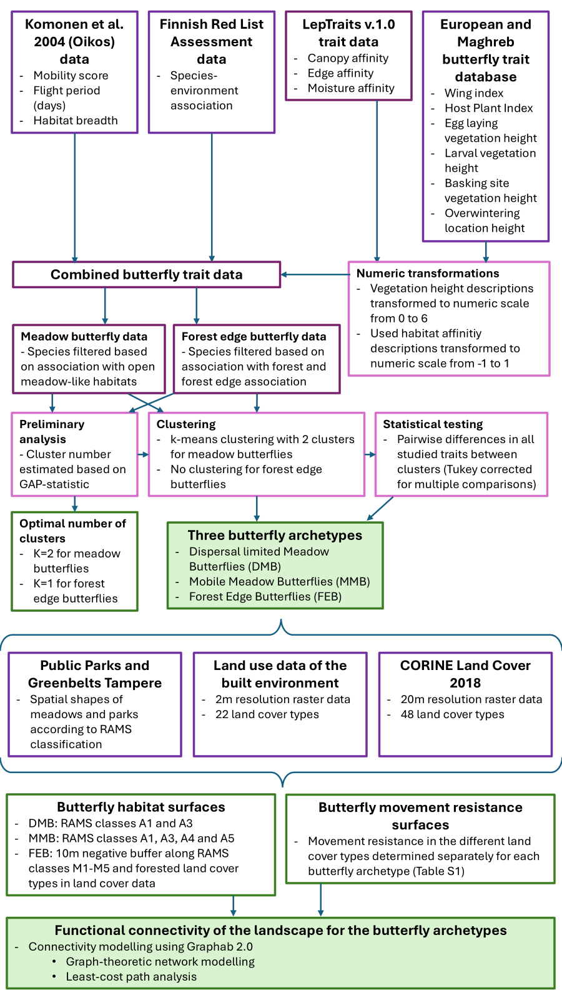 Komonen et al.
2004 (Oikos)
data
- Mobility score
- Flight period
(days)
- Habitat breadth
Finnish Red List
Assessment
data
- Species-
environment
association
LepTraits v.1.0
trait data
- Canopy affinity
- Edge affinity
- Moisture affinity
European and
Maghreb
butterfly trait
database
- Wing index
- Host Plant Index
- Egg laying
vegetation height
- Larval vegetation
height
- Basking site
vegetation height
- Overwintering
location height
Combined butterfly trait data
Numeric transformations
- Vegetation height descriptions
transformed to numeric scale
from 0 to 6
- Used habitat affinitiy
descriptions transformed to
numeric scale from -1 to 1
Meadow butterfly data
- Species filtered based
on association with open
meadow-like habitats
Forest edge butterfly data
- Species filtered based on
association with forest and
forest edge association
Preliminary
analysis
- Cluster number
estimated based on
GAP-statistic
Clustering
- k-means clustering with 2 clusters
for meadow butterflies
- No clustering for forest edge
butterflies
Statistical testing
- Pairwise differences in all
studied traits between
clusters (Tukey corrected
for multiple comparisons)
Optimal number of
clusters
- K=2 for meadow
butterflies
- K=1 for forest
edge butterflies
Three butterfly archetypes
- Dispersal limited Meadow
Butterflies (DMB)
- Mobile Meadow Butterflies (MMB)
- Forest Edge Butterflies (FEB)
Public Parks and
Greenbelts Tampere
- Spatial shapes of
meadows and parks
according to RAMS
classification
Land use data of the
built environment
- 2m resolution raster data
- 22 land cover types
CORINE Land Cover
2018
- 20m resolution raster data
- 48 land cover types
Butterfly habitat surfaces
- DMB: RAMS classes A1 and A3
- MMB: RAMS classes A1, A3, A4 and A5
- FEB: 10m negative buffer along RAMS
classes M1-M5 and forested land cover
types in land cover data
Butterfly movement resistance
surfaces
- Movement resistance in the different land
cover types determined separately for each
butterfly archetype (Table S1)
Functional connectivity of the landscape for the butterfly archetypes
- Connectivity modelling using Graphab 2.0
• Graph-theoretic network modelling
• Least-cost path analysis